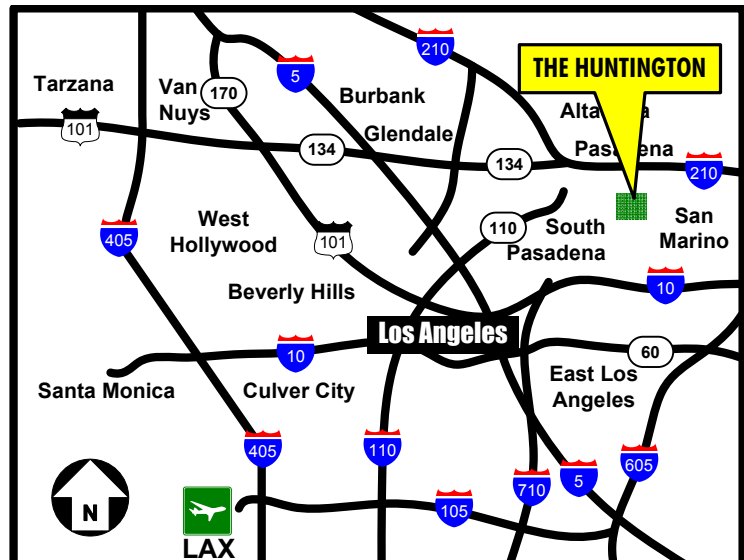 210
THE HUNTINGTON
5
Tarzana
Van
Nuys
170
Burbank
Glendale
101
134
134
Pasadena
210
West
Hollywood
405
101
110
South
Pasadena
San
Marino
Beverly Hills
10
Los Angeles
10
60
Santa Monica
Culver City
East Los
Angeles
405
110
710
5
605
105
N
LAX